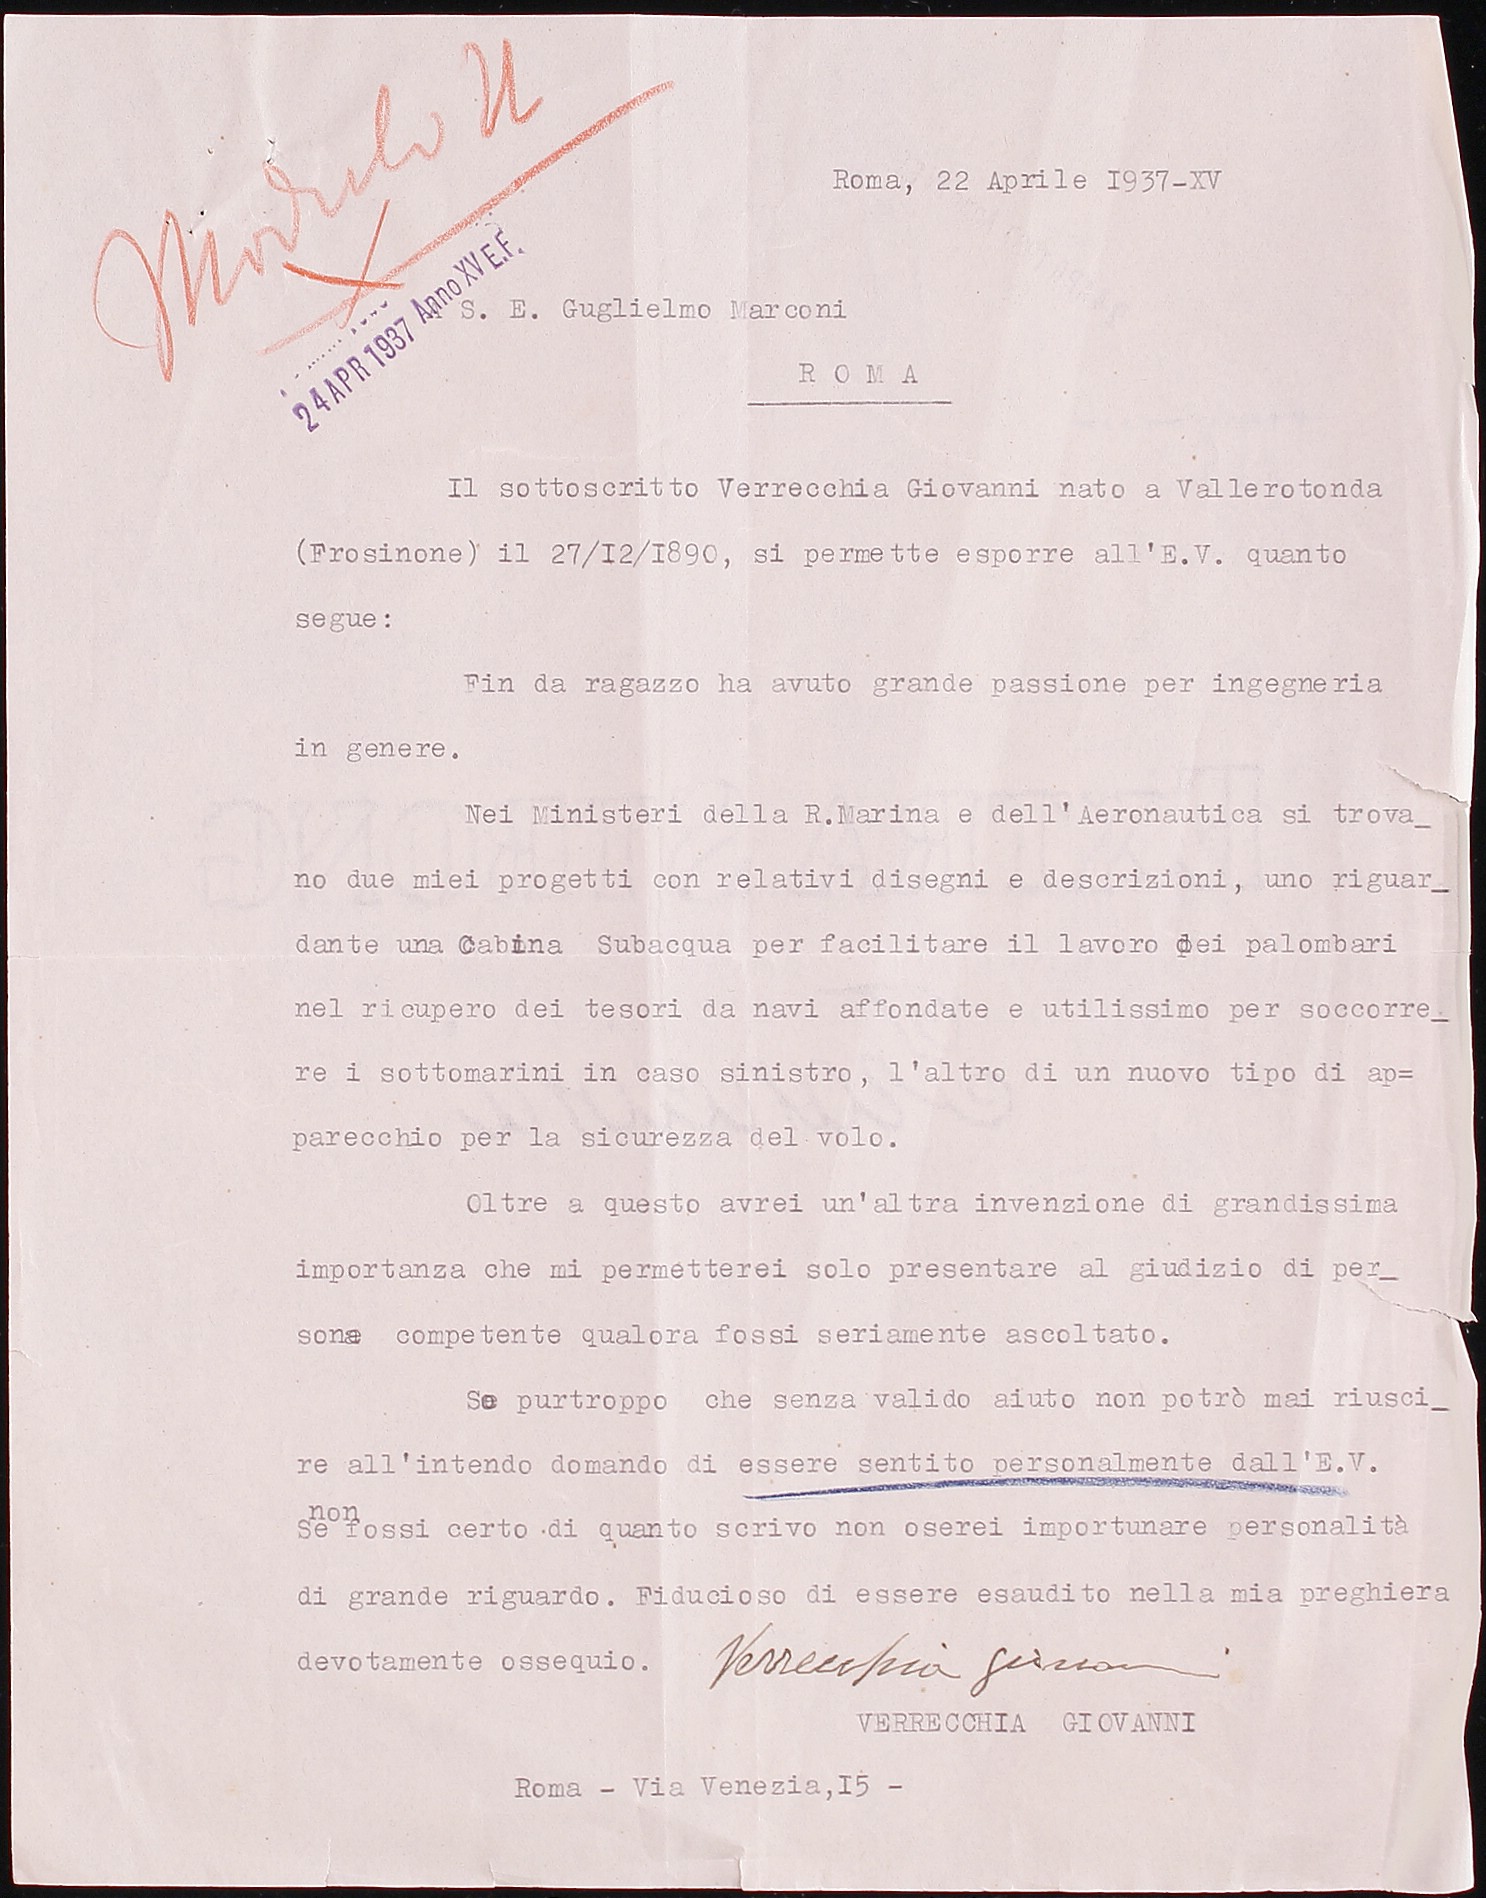 Modulo II
Roma, 22 Aprile I937-XV
24 APR 1937 Anno XV E.F.
S. E. Guglielmo Marconi
R O M A
Il sottoscritto Verrecchia Giovanni nato a Vallerotonda
(Frosinone) il 27/I2/I890, si permette esporre all'E.V. quanto
segue:
Fin da ragazzo ha avuto grande passione per ingegneria
in genere.
Nei Ministeri della R.Marina e dell'Aeronautica si trova_
no due miei progetti con relativi disegni e descrizioni, uno riguar_
dante una Cabina Subacqua per facilitare il lavoro dei palombari
nel ricupero dei tesori da navi affondate e utilissimo per soccorre_
re i sottomarini in caso sinistro, l'altro di un nuovo tipo di ap=
parecchio per la sicurezza del volo.
Oltre a questo avrei un'altra invenzione di grandissima
importanza che mi permetterei solo presentare al giudizio di per_
sone competente qualora fossi seriamente ascoltato.
So purtroppo che senza valido aiuto non potrò mai riusci_
re all'intendo domando di essere sentito personalmente dall'E.V.
non
Se fossi certo di quanto scrivo non oserei importunare personalità
di grande riguardo. Fiducioso di essere esaudito nella mia preghiera
devotamente ossequio. Verrecchia Giovanni
VERRECCHIA GIOVANNI
Roma - Via Venezia,I5 -